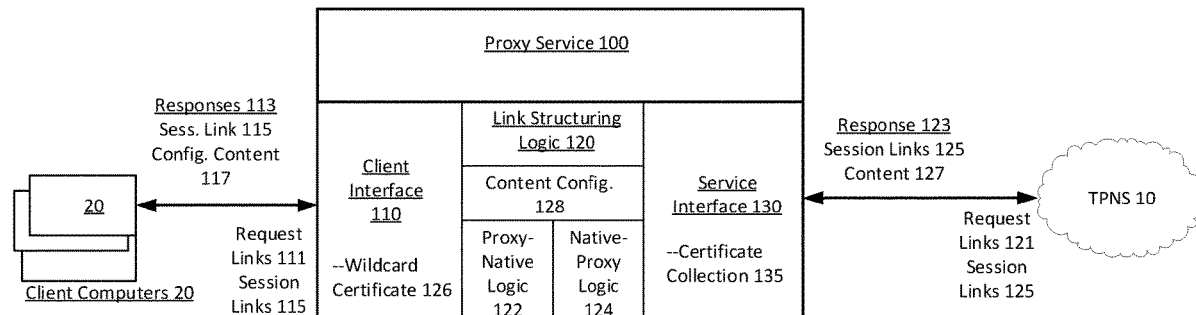 Proxy Service 100
Responses 113
Sess. Link 115
Config. Content
117
20
Request
Links 111
Session
Links 115
Client Computers 20
Client
Interface
110
--Wildcard
Certificate 126
Link Structuring
Logic 120
Content Config.
128
Proxy-
Native
Logic
122
Native-
Proxy
Logic
124
Service
Interface 130
--Certificate
Collection 135
Response 123
Session Links 125
Content 127
Request
Links 121
Session
Links 125
TPNS 10